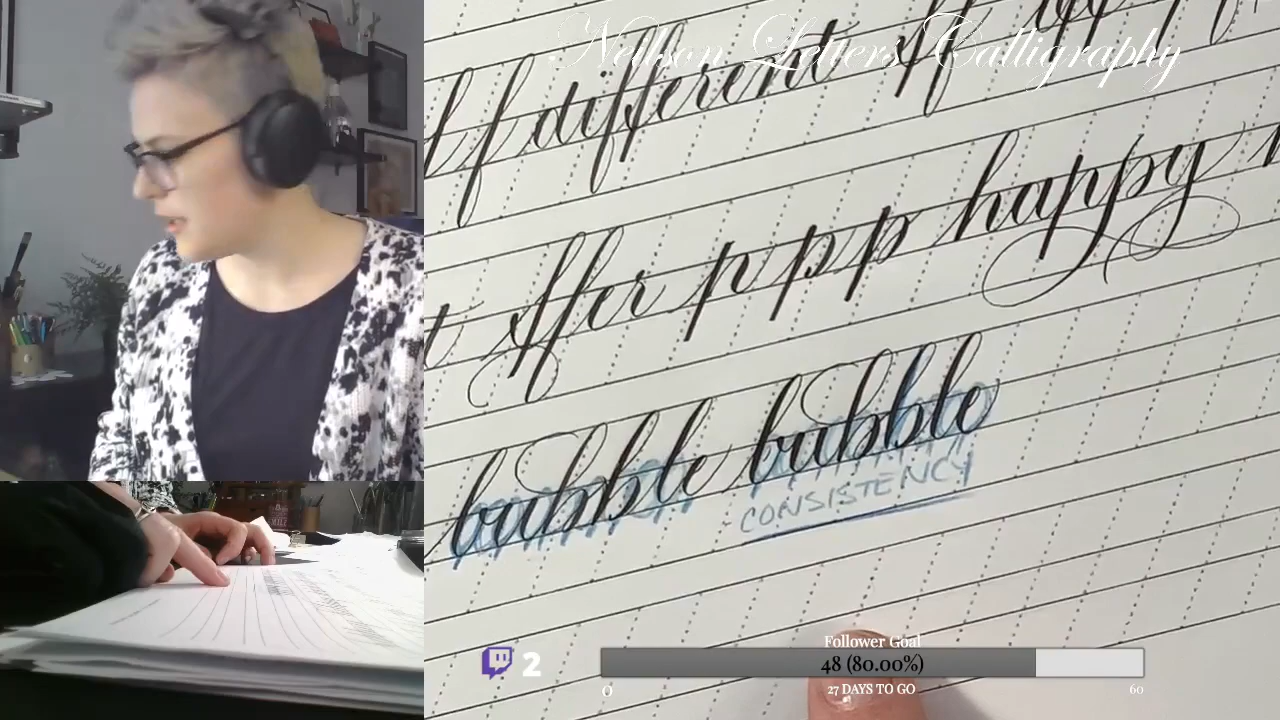 Neilson Letters Calligraphy
f f different ff
ffer p p p happy
bubble bubble
CONSISTENCY
2
Follower Goal
48 (80.00%)
0
27 DAYS TO GO
60